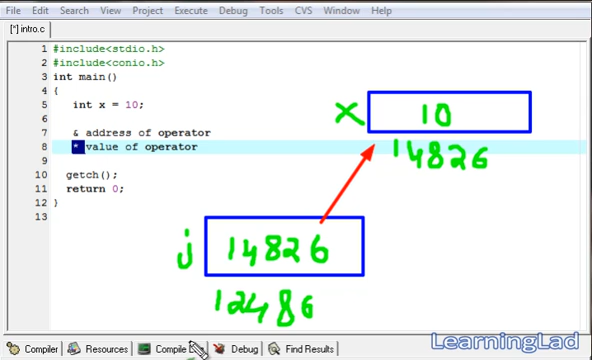 File Edit Search View Project Execute Debug Tools CVS Window Help
[*] intro.c
1 #include<stdio.h>
2 #include<conio.h>
3 int main()
4 {
5 int x = 10;
6
7 & address of operator
8 * value of operator
9
10 getch();
11 return 0;
12 }
13
x 10
14826
j 14826
12486
LearningLad
Compiler Resources Compile Debug Find Results